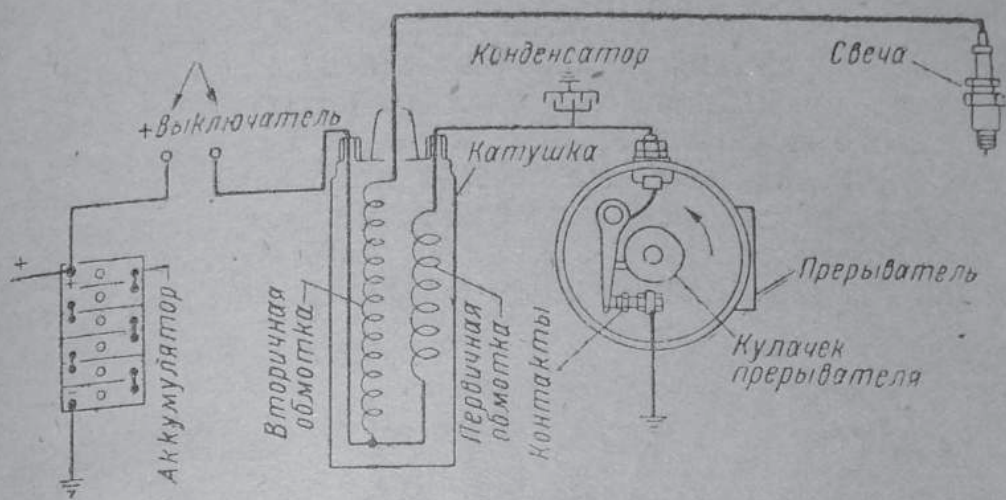 Конденсатор
Свеча
+Выключатель
Катушка
+
+
Прерыватель
Кулачек
прерывателя
Аккумулятор
Вторичная
обмотка
Первичная
обмотка
Контакты